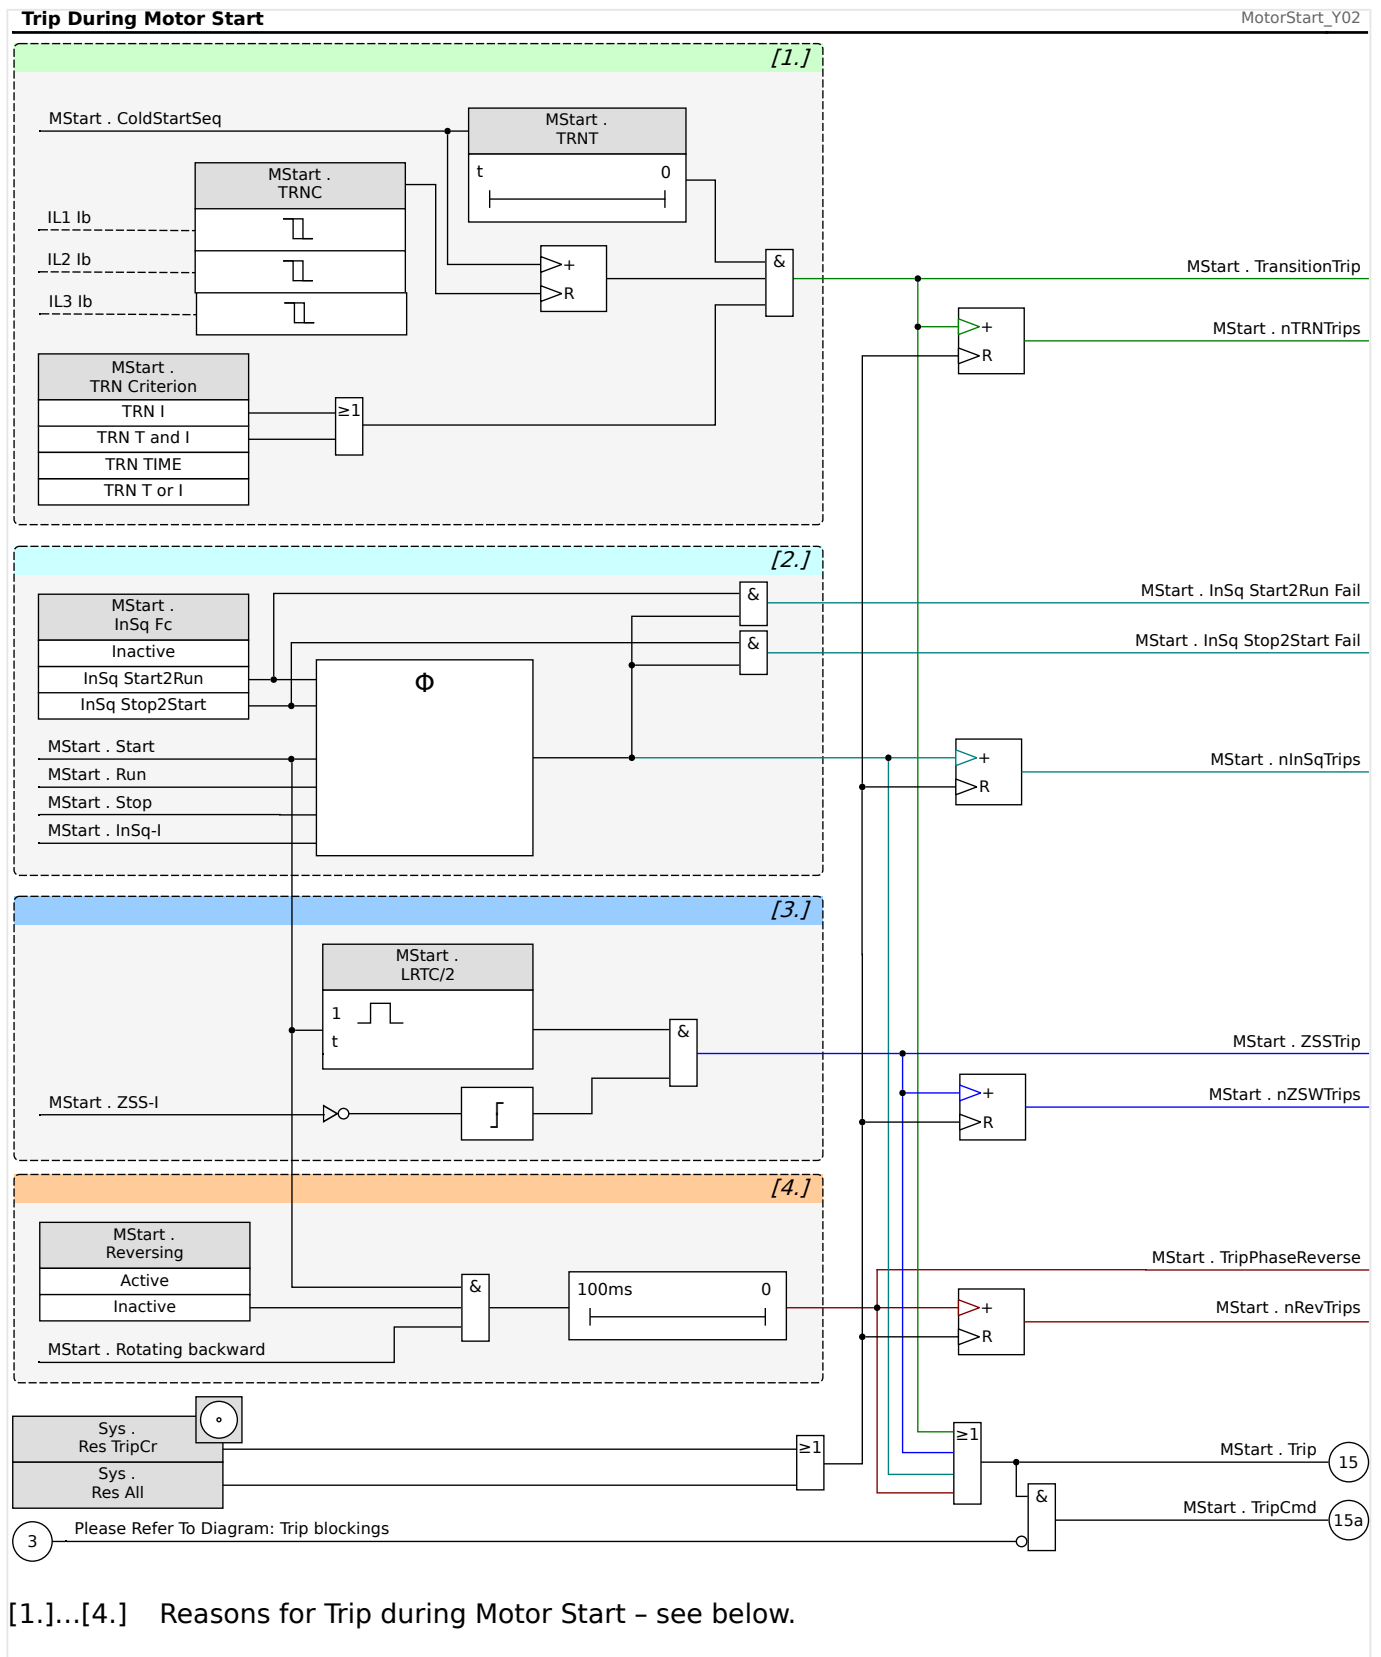 Trip During Motor Start
MotorStart_Y02
[1.]
MStart . ColdStartSeq
MStart .
TRNT
t 0
MStart .
TRNC
IL1 Ib
IL2 Ib
IL3 Ib
+
R
&
MStart . TransitionTrip
MStart . nTRNTrips
+
R
MStart .
TRN Criterion
TRN I
TRN T and I
TRN TIME
TRN T or I
≥1
[2.]
MStart .
InSq Fc
Inactive
InSq Start2Run
InSq Stop2Start
Φ
&
&
MStart . InSq Start2Run Fail
MStart . InSq Stop2Start Fail
MStart . Start
MStart . Run
MStart . Stop
MStart . InSq-I
+
R
MStart . nInSqTrips
[3.]
MStart .
LRTC/2
1
t
&
MStart . ZSS-I
MStart . ZSSTrip
+
R
MStart . nZSWTrips
[4.]
MStart .
Reversing
Active
Inactive
MStart . Rotating backward
&
100ms 0
MStart . TripPhaseReverse
+
R
MStart . nRevTrips
Sys .
Res TripCr
Sys .
Res All
≥1
≥1
MStart . Trip
15
&
MStart . TripCmd
15a
3
Please Refer To Diagram: Trip blockings
[1.]...[4.] Reasons for Trip during Motor Start – see below.